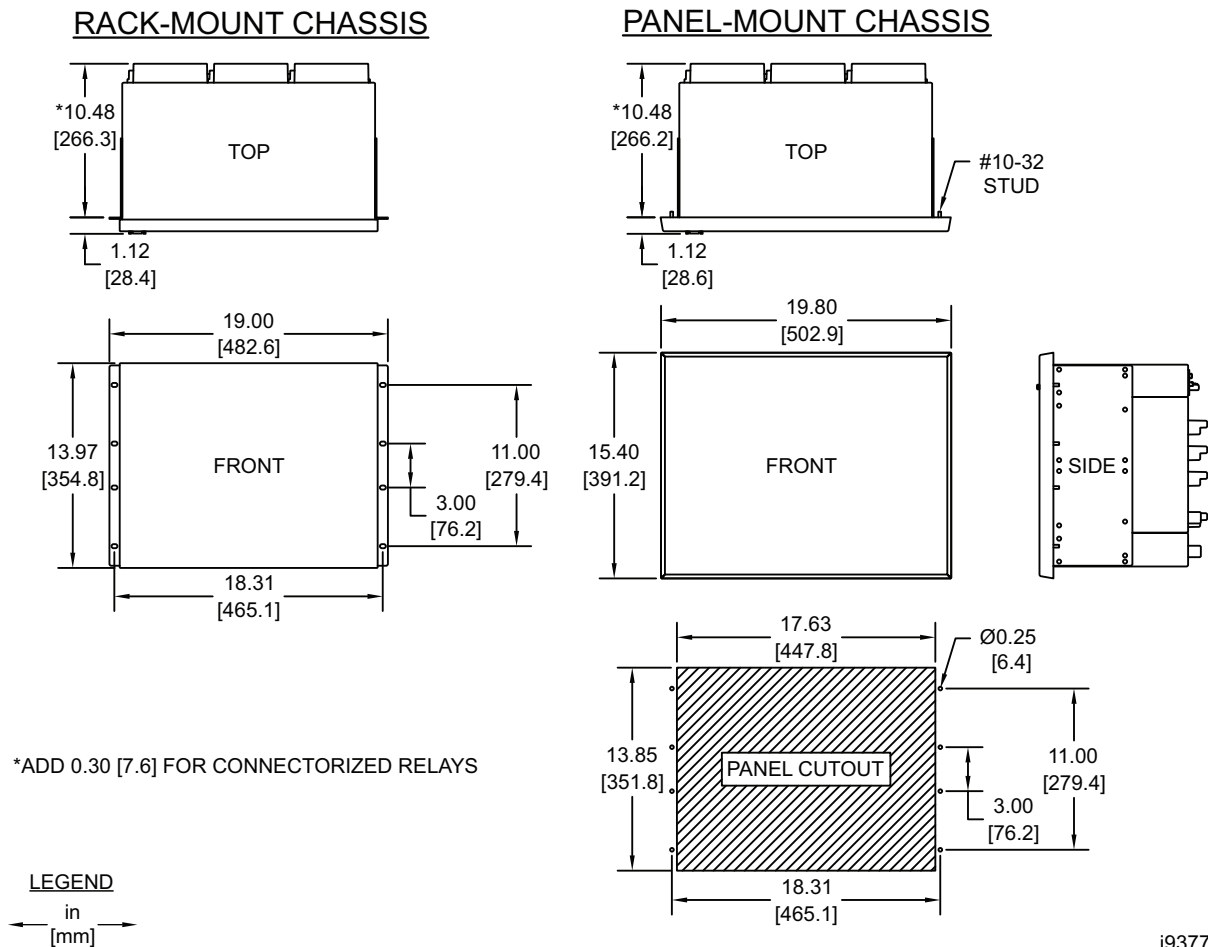 RACK-MOUNT CHASSIS
*10.48
[266.3]
TOP
1.12
[28.4]
19.00
[482.6]
13.97
[354.8]
FRONT
11.00
[279.4]
3.00
[76.2]
18.31
[465.1]
*ADD 0.30 [7.6] FOR CONNECTORIZED RELAYS
LEGEND
in
[mm]
PANEL-MOUNT CHASSIS
*10.48
[266.2]
TOP
#10-32
STUD
1.12
[28.6]
19.80
[502.9]
15.40
[391.2]
FRONT
SIDE
17.63
[447.8]
Ø0.25
[6.4]
13.85
[351.8]
PANEL CUTOUT
11.00
[279.4]
3.00
[76.2]
18.31
[465.1]
i9377